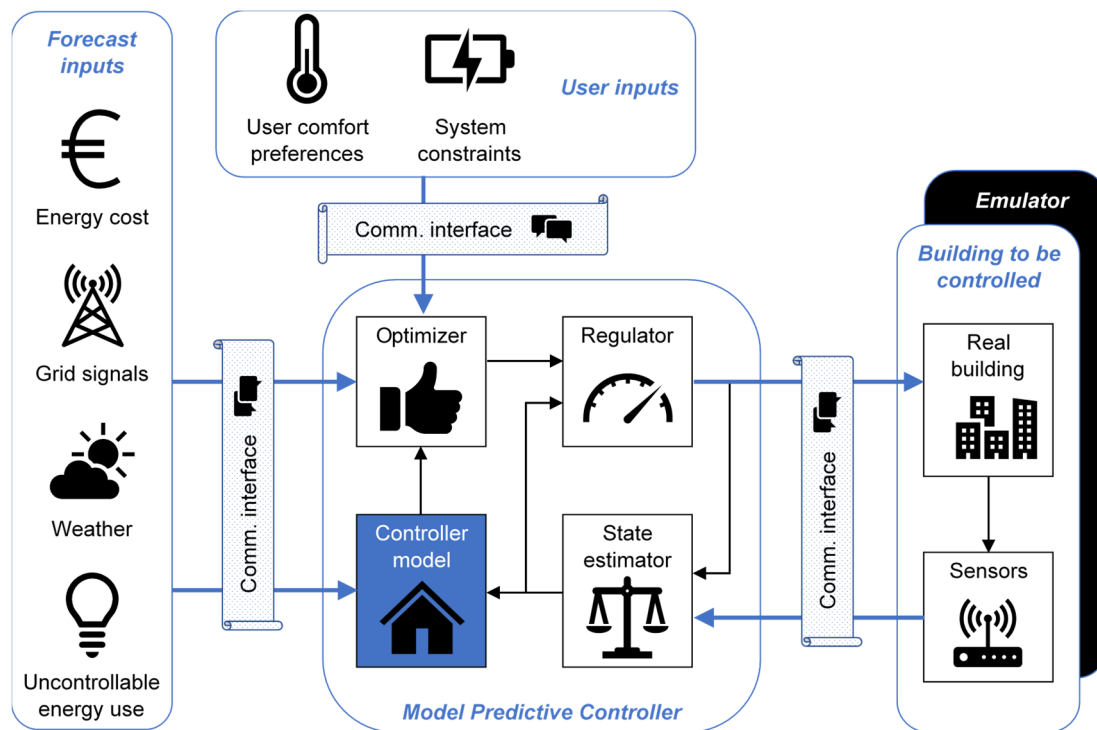 Forecast
inputs
Energy cost
Grid signals
Weather
Uncontrollable
energy use
User comfort
preferences
System
constraints
User inputs
Comm. interface
Comm. interface
Optimizer
Regulator
Controller
model
State
estimator
Model Predictive Controller
Comm. interface
Emulator
Building to be
controlled
Real
building
Sensors